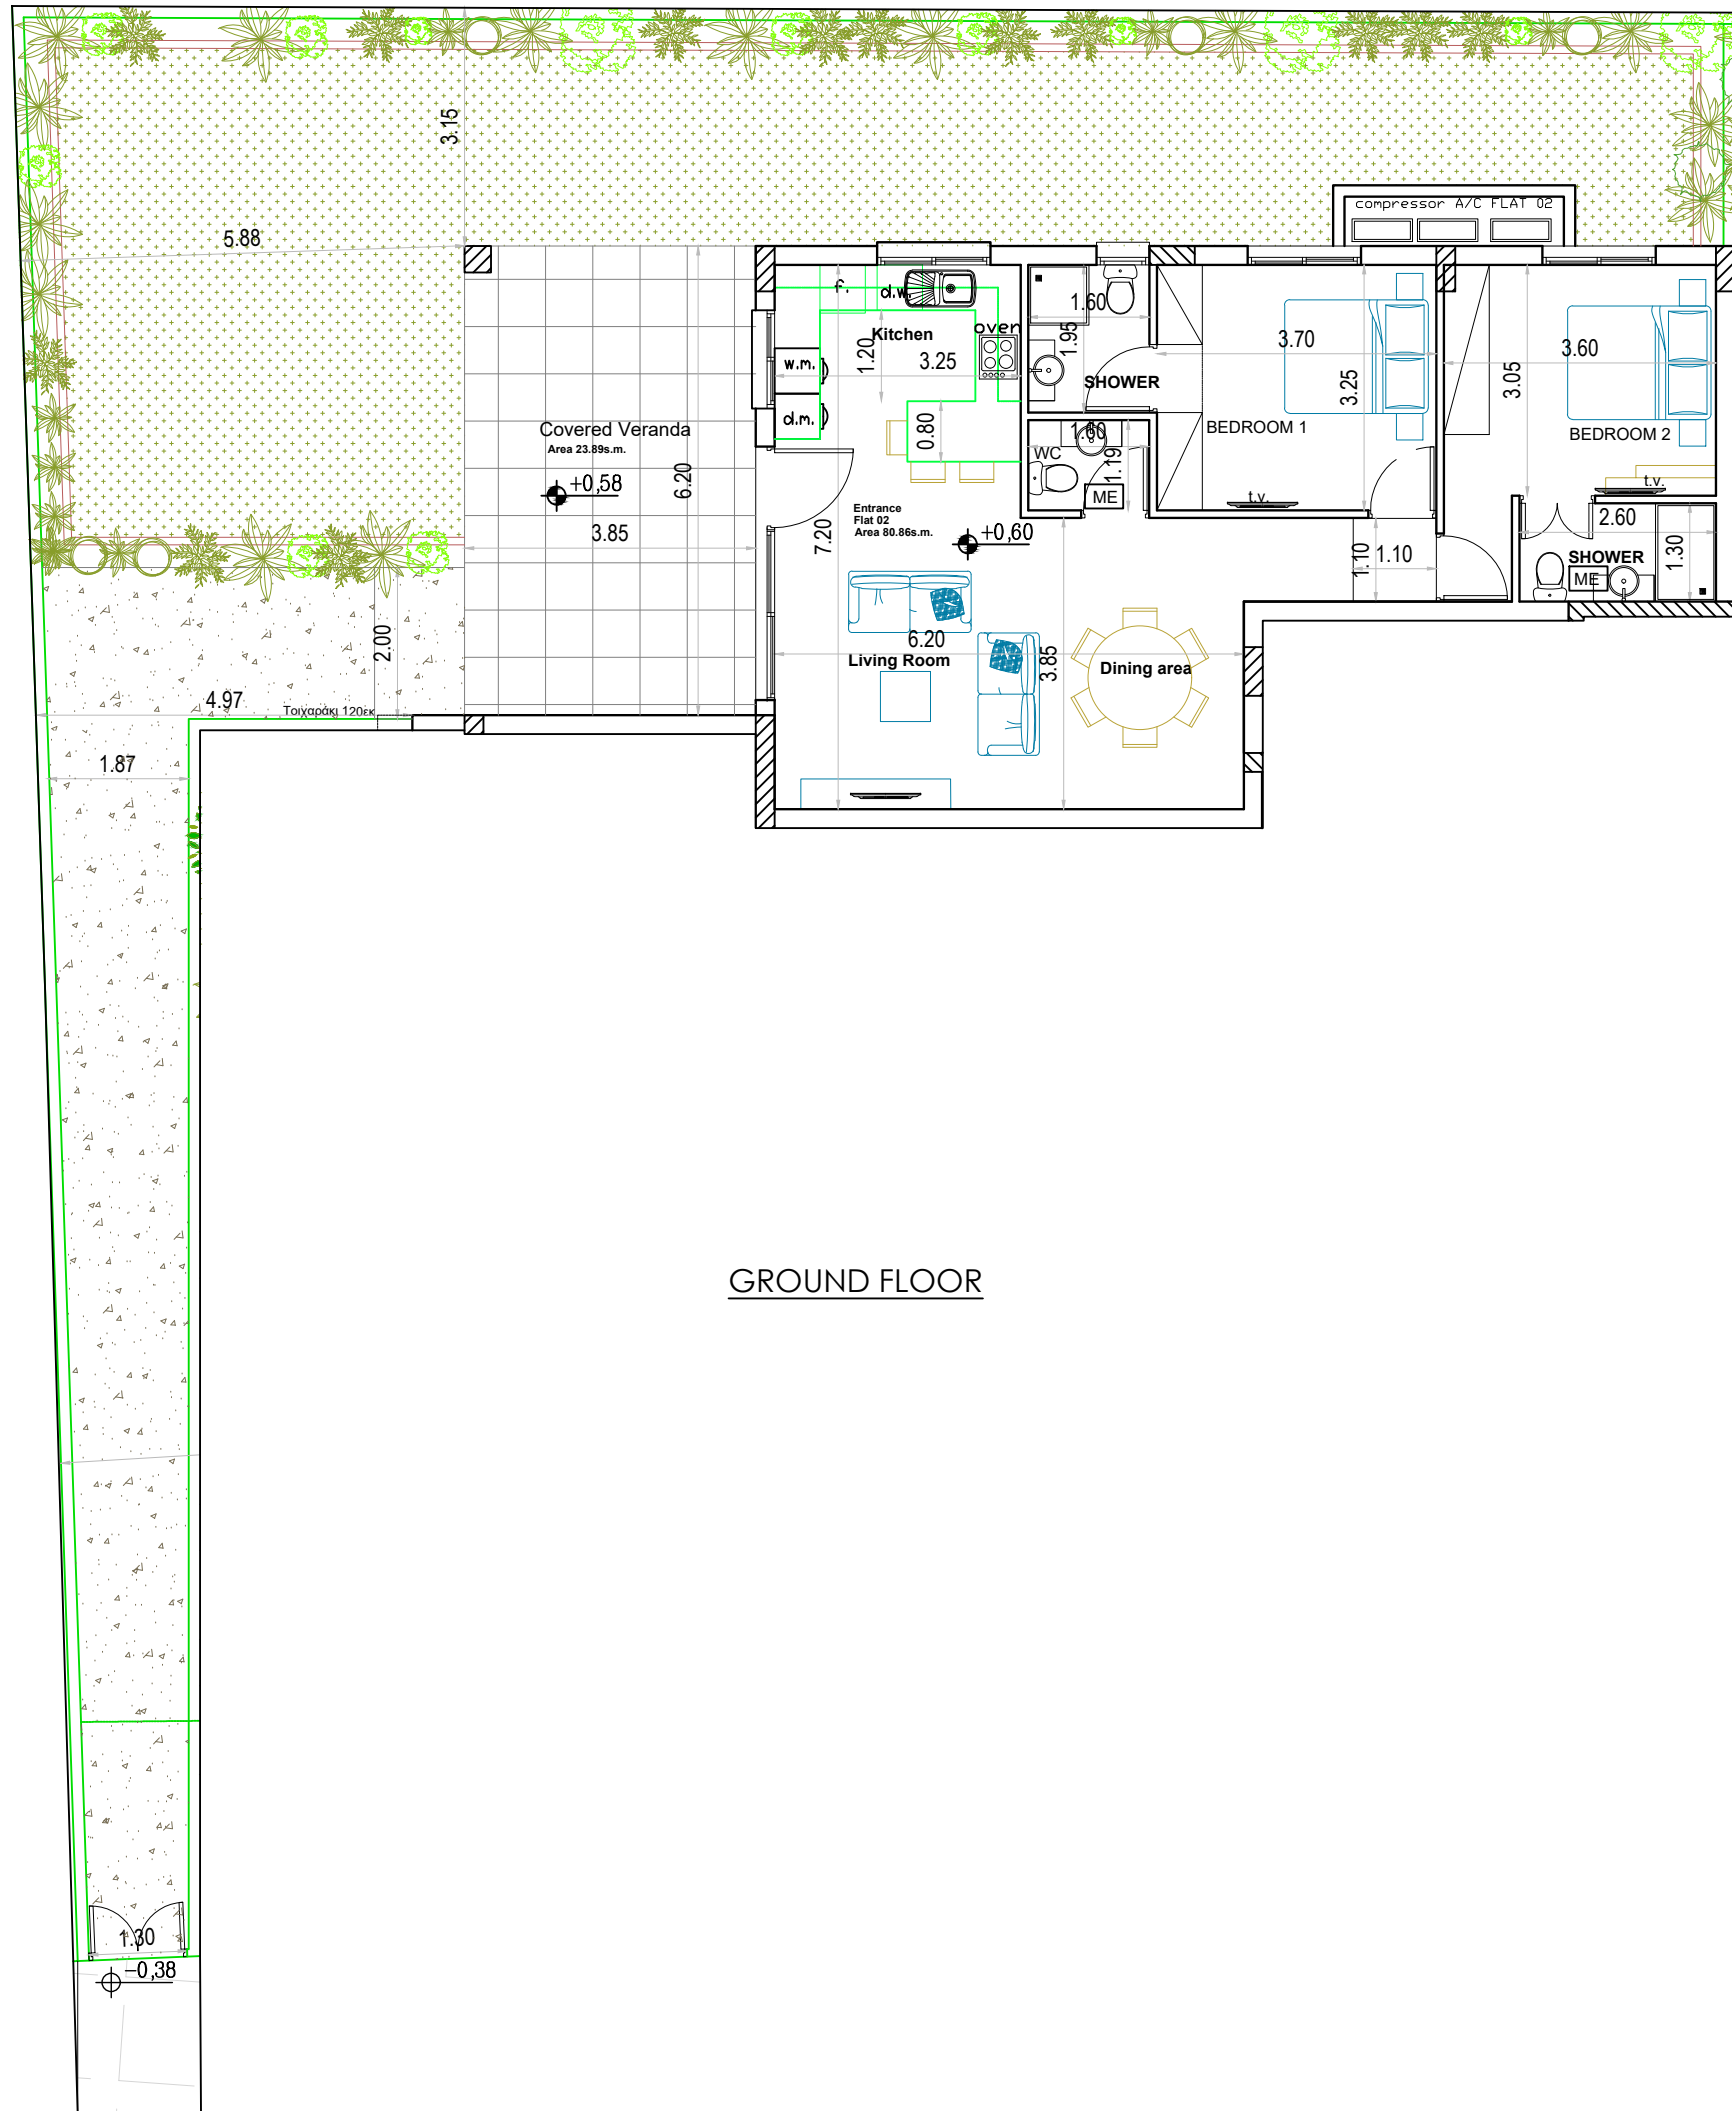 3.15
compressor A/C FLAT 02
5.88
f.
d.w.
oven
Kitchen
1.20
3.25
w.m.
d.m.
0.80
1.60
1.95
SHOWER
3.70
3.25
BEDROOM 1
3.60
3.05
BEDROOM 2
Covered Veranda
Area 23.89s.m.
+0,58
6.20
3.85
WC
1.19
ME
t.v.
t.v.
Entrance
Flat 02
Area 80.86s.m.
+0,60
7.20
1.10
1.10
2.60
SHOWER
ME
1.30
2.00
6.20
Living Room
3.85
Dining area
4.97
Τοιχαράκι 120εκ
1.87
GROUND FLOOR
1.30
−0,38